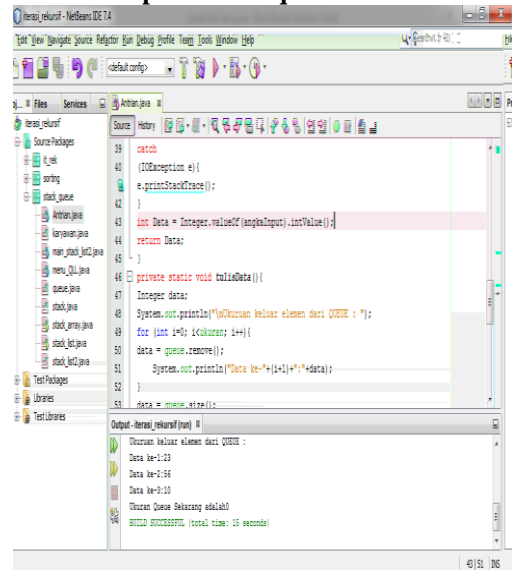 iterasi_rekursif - NetBeans IDE 7.4
Edit View Navigate Source Refactor Run Debug Profile Team Tools Window Help
<default config>
Files Services
Antrian.java
iterasi_rekursif
Source Packages
it_rek
sorting
stack_queue
Antrian.java
karyawan.java
main_stack_list2.java
menu_QLL.java
queue.java
stack.java
stack_array.java
stack_list.java
stack_list2.java
Test Packages
Libraries
Test Libraries
Source History
39 catch
40 (IOException e){
e.printStackTrace();
42 }
43 int Data = Integer.valueOf(angkaInput).intValue();
44 return Data;
45 }
46 private static void tulisData(){
47 Integer data;
48 System.out.println("\nUkuruan keluar elemen dari QUEUE : ");
49 for (int i=0; i<ukuran; i++){
50 data = queue.remove();
51 System.out.println("Data ke-"+(i+1)+":"+data);
52 }
53 data = queue.size();
Output - iterasi_rekursif (run)
Ukuruan keluar elemen dari QUEUE :
Data ke-1:23
Data ke-2:56
Data ke-3:10
Ukuran Queue Sekarang adalah0
BUILD SUCCESSFUL (total time: 15 seconds)
43|51 INS